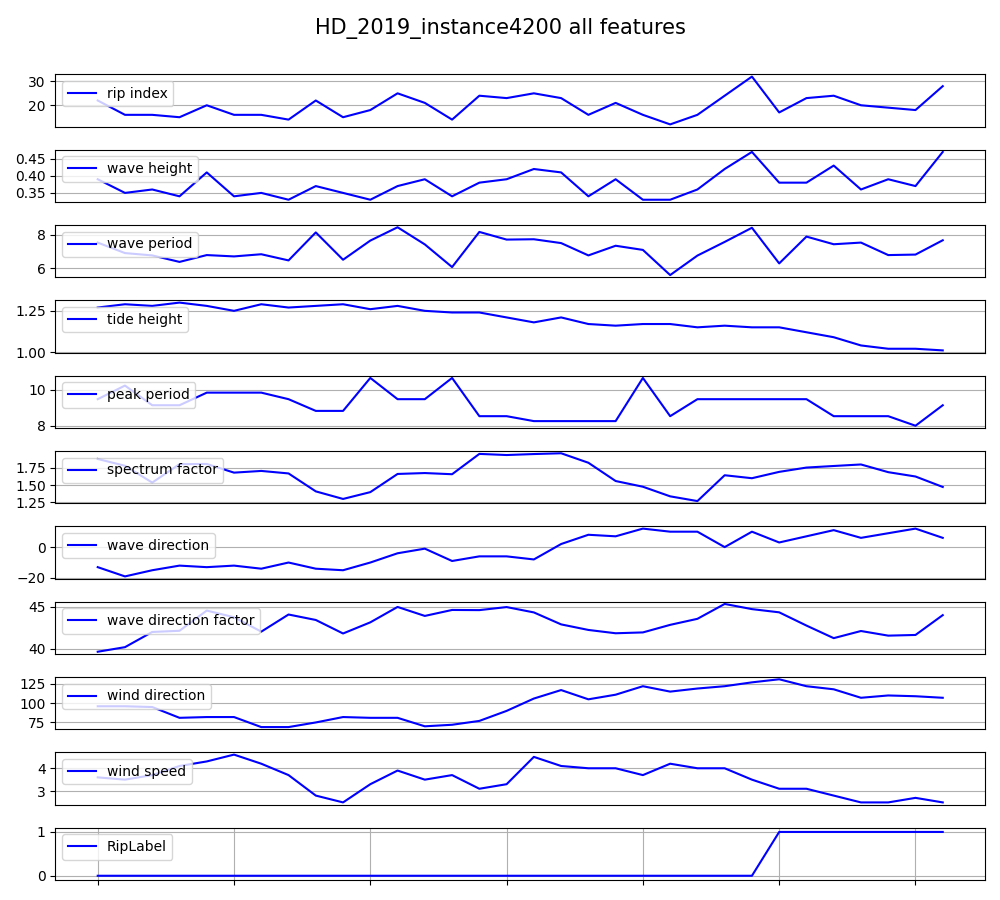 HD_2019_instance4200 all features
30
20
rip index
0.45
0.40
0.35
wave height
8
6
wave period
1.25
1.00
tide height
10
8
peak period
1.75
1.50
1.25
spectrum factor
0
−20
wave direction
45
40
wave direction factor
125
100
75
wind direction
4
3
wind speed
1
0
RipLabel